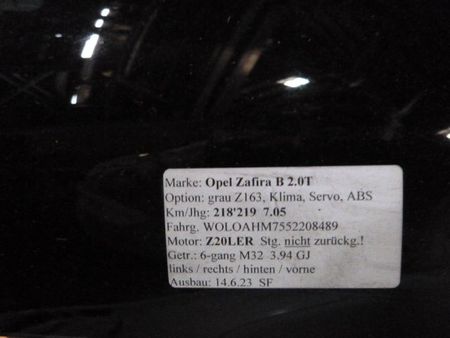 Marke: Opel Zafira B 2.0T
Option: grau Z163, Klima, Servo, ABS
Km/Jhg: 218'219 7.05
Fahrg. WOLOAHM7552208489
Motor: Z20LER Stg. nicht zurückg.!
Getr.: 6-gang M32 3,94 GJ
links / rechts / hinten / vorne
Ausbau: 14.6.23 SF